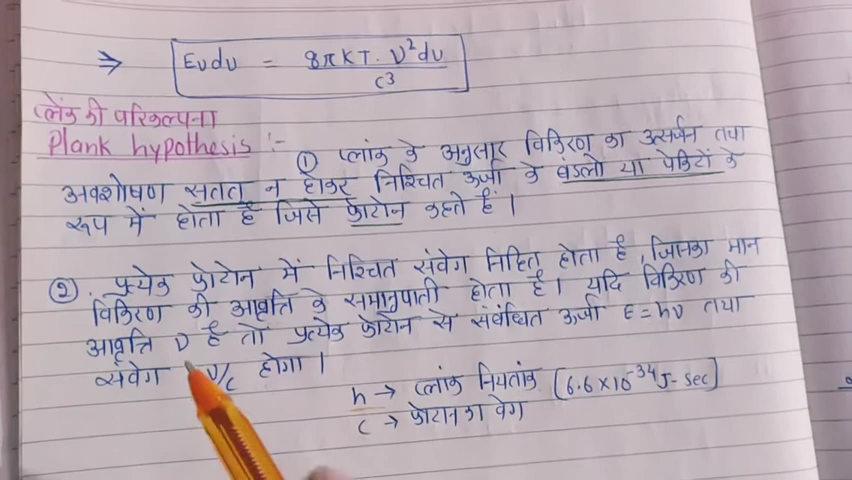 ⇒ Eνdν = 8πKT. ν²dν / c³
प्लेंक की परिकल्पना
Plank hypothesis :-
① प्लांक के अनुसार विकिरण का उत्सर्जन तथा
अवशोषण सतत न होकर निश्चित ऊर्जा के बंडलो या पैकिटों के
रूप में होता है जिसे फ़ोटोन कहते हैं ।
② . प्रत्येक फ़ोटोन में निश्चित संवेग निहित होता है , जिसका मान
विकिरण की आवृत्ति के समानुपाती होता है । यदि विकिरण की
आवृत्ति ν है तो प्रत्येक फ़ोटोन से संबंधित ऊर्जा E = hν तथा
संवेग ν/c होगा ।
h → प्लांक नियतांक (6.6×10⁻³⁴ J-Sec)
c → फोटोन का वेग